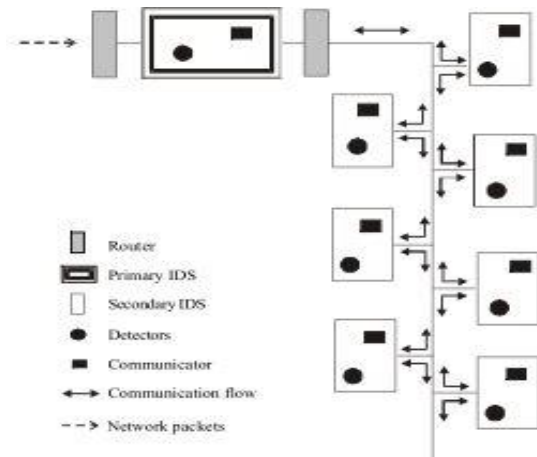 Router
Primary IDS
Secondary IDS
Detectors
Communicator
Communication flow
Network packets